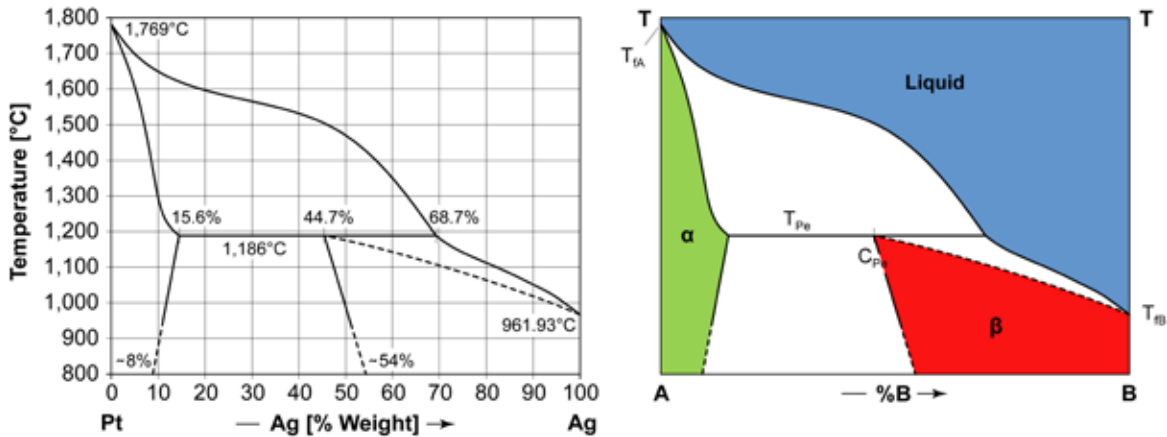 1,800
1,700
1,600
1,500
1,400
1,300
1,200
1,100
1,000
900
800
Temperature [°C]
1,769°C
15.6%
44.7%
68.7%
1,186°C
961.93°C
~8%
~54%
0 10 20 30 40 50 60 70 80 90 100
Pt — Ag [% Weight] → Ag
T T
TfA
Liquid
TPe
α
CPe
β
TfB
A — %B → B